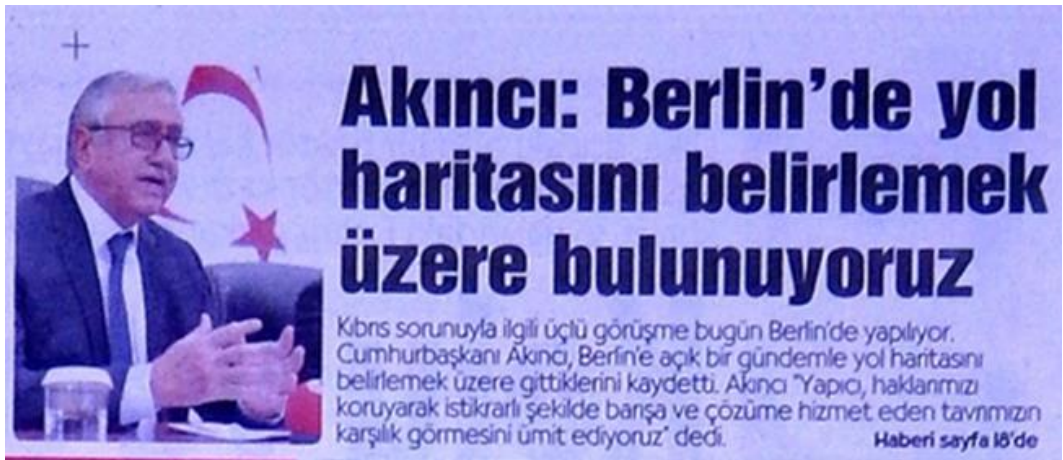 Akıncı: Berlin'de yol
haritasını belirlemek
üzere bulunuyoruz
Kıbrıs sorunuyla ilgili üçlü görüşme bugün Berlin'de yapılıyor.
Cumhurbaşkanı Akıncı, Berlin'e açık bir gündemle yol haritasını
belirlemek üzere gittiklerini kaydetti. Akıncı "Yapıcı, haklarımızı
koruyarak istikrarlı şekilde barışa ve çözüme hizmet eden tavrımızın
karşılık görmesini ümit ediyoruz" dedi.
Haberi sayfa 18'de